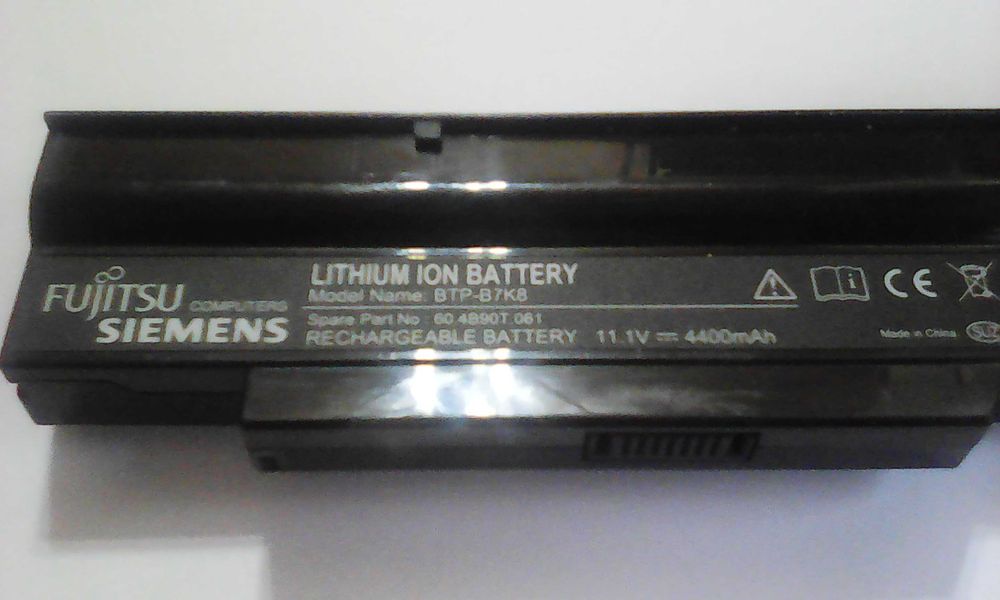 FUJITSU COMPUTERS
SIEMENS
LITHIUM ION BATTERY
Model Name: BTP-B7K8
Spare Part No 60.4B90T.061
RECHARGEABLE BATTERY 11.1V 4400mAh
CE
Made in China